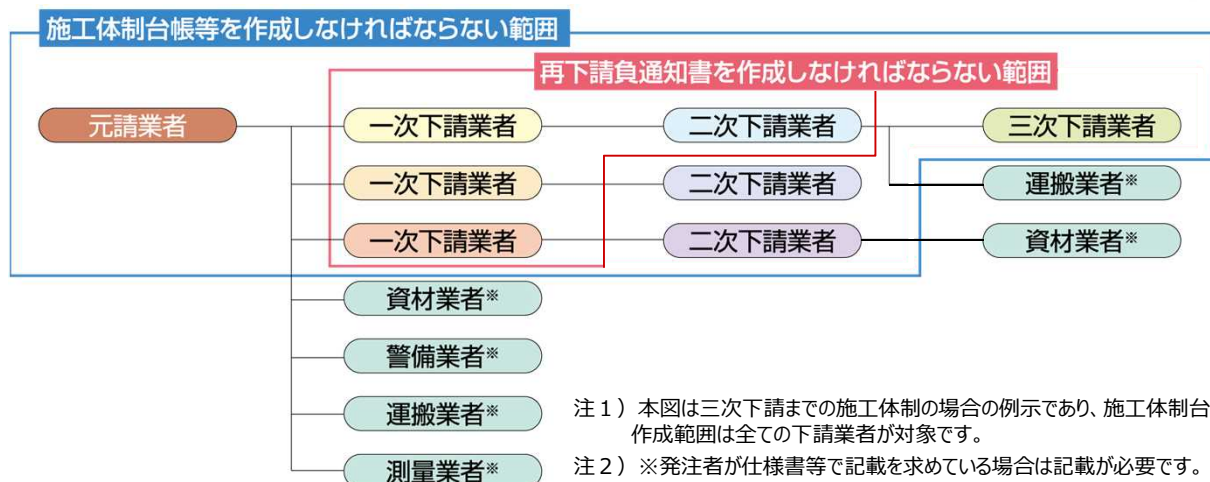 施工体制台帳等を作成しなければならない範囲
再下請負通知書を作成しなければならない範囲
元請業者
一次下請業者
二次下請業者
三次下請業者
一次下請業者
二次下請業者
運搬業者※
一次下請業者
二次下請業者
資材業者※
資材業者※
警備業者※
運搬業者※
測量業者※
注1）本図は三次下請までの施工体制の場合の例示であり、施工体制台
作成範囲は全ての下請業者が対象です。
注2）※発注者が仕様書等で記載を求めている場合は記載が必要です。